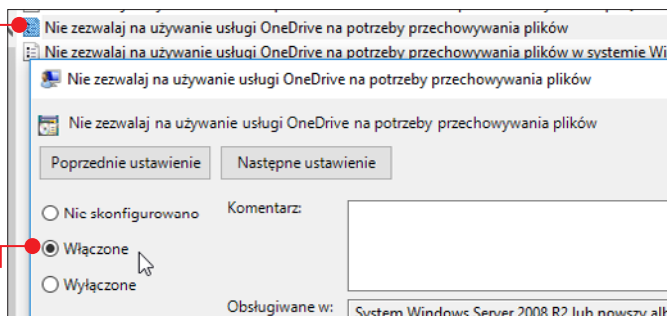 Nie zezwalaj na używanie usługi OneDrive na potrzeby przechowywania plików
Nie zezwalaj na używanie usługi OneDrive na potrzeby przechowywania plików w systemie Wi
Nie zezwalaj na używanie usługi OneDrive na potrzeby przechowywania plików
Nie zezwalaj na używanie usługi OneDrive na potrzeby przechowywania plików
Poprzednie ustawienie Następne ustawienie
Nie skonfigurowano Komentarz:
Włączone
Wyłączone
Obsługiwane w: System Windows Server 2008 R2 lub nowszy alb